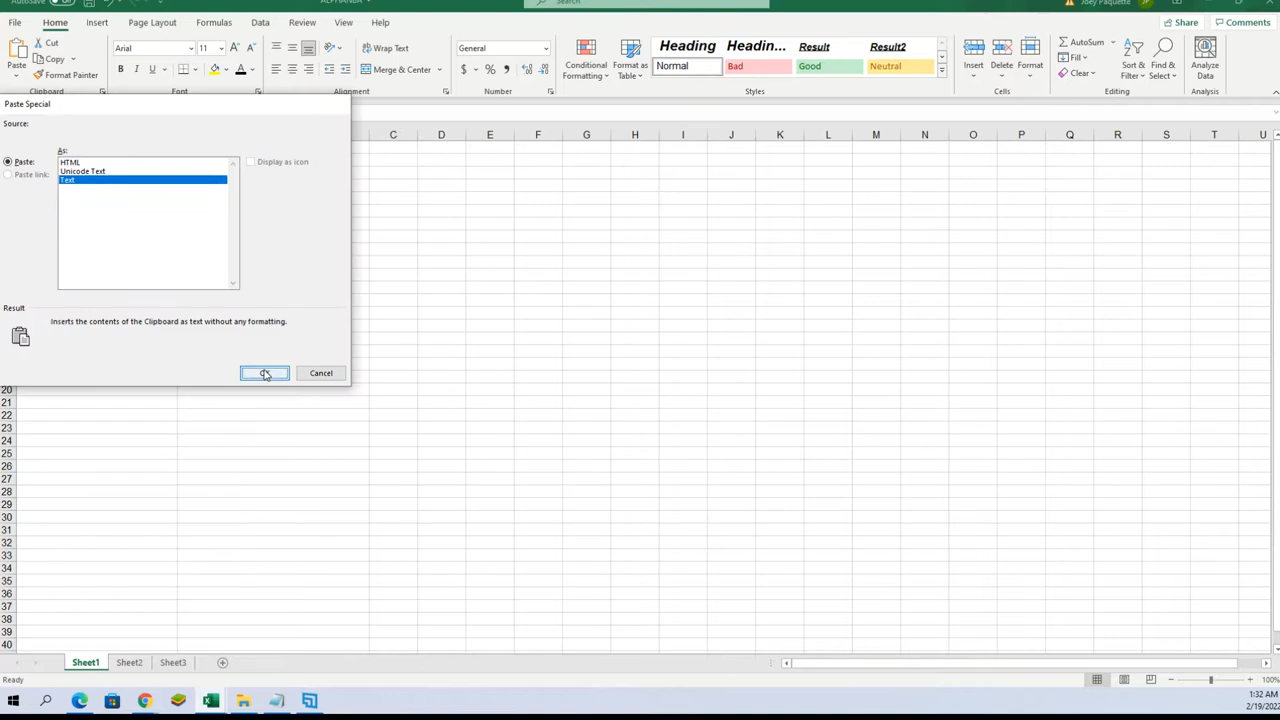 AutoSave
Search
Joey Paquette JP
File Home Insert Page Layout Formulas Data Review View Help
Share Comments
Paste
Cut
Copy
Format Painter
Clipboard
Arial 11
B I U A
Font
Wrap Text
Merge & Center
Alignment
General
$ % ,
Number
Conditional Formatting
Format as Table
Heading Headin... Result Result2
Normal Bad Good Neutral
Styles
Insert Delete Format
Cells
AutoSum
Fill
Clear
Sort & Filter
Find & Select
Analyze Data
Analysis
Paste Special
Source:
As:
Paste:
Paste link:
HTML
Unicode Text
Text
Display as icon
Result
Inserts the contents of the Clipboard as text without any formatting.
Cancel
C D E F G H I J K L M N O P Q R S T U
20
21
22
23
24
25
26
27
28
29
30
31
32
33
34
35
36
37
38
39
40
Sheet1 Sheet2 Sheet3
Ready
100%
1:32 AM
2/19/2022